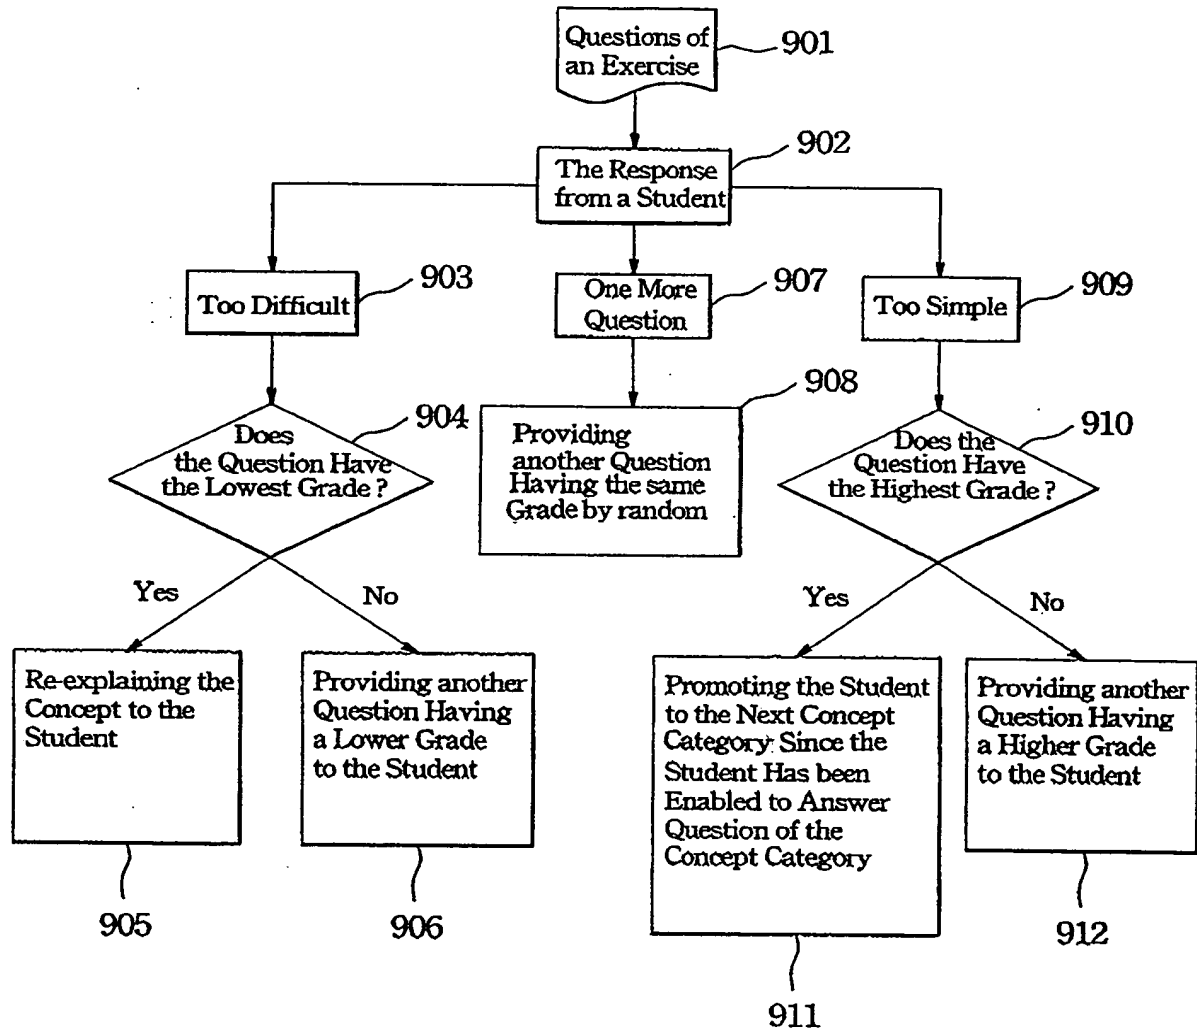 Questions of
an Exercise
901
The Response
from a Student
902
Too Difficult
903
One More
Question
907
Too Simple
909
Does
the Question Have
the Lowest Grade ?
904
Providing
another Question
Having the same
Grade by random
908
Does the
Question Have
the Highest Grade ?
910
Yes
No
Yes
No
Re-explaining the
Concept to the
Student
905
Providing another
Question Having
a Lower Grade
to the Student
906
Promoting the Student
to the Next Concept
Category Since the
Student Has been
Enabled to Answer
Question of the
Concept Category
911
Providing another
Question Having
a Higher Grade
to the Student
912